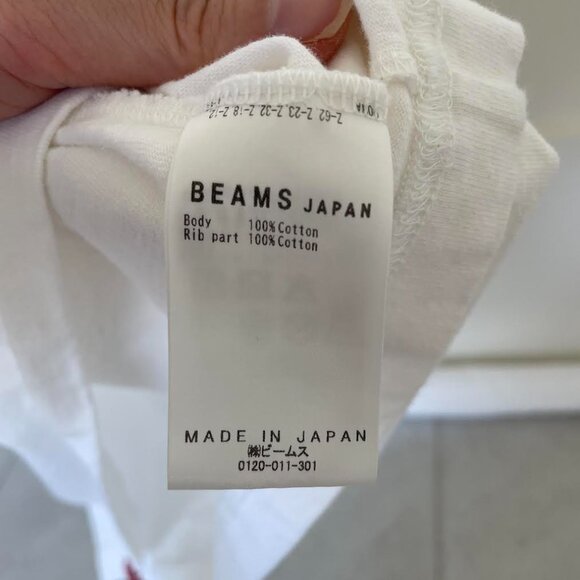 BEAMS JAPAN
Body 100%Cotton
Rib part 100%Cotton
MADE IN JAPAN
㈱ビームス
0120-011-301